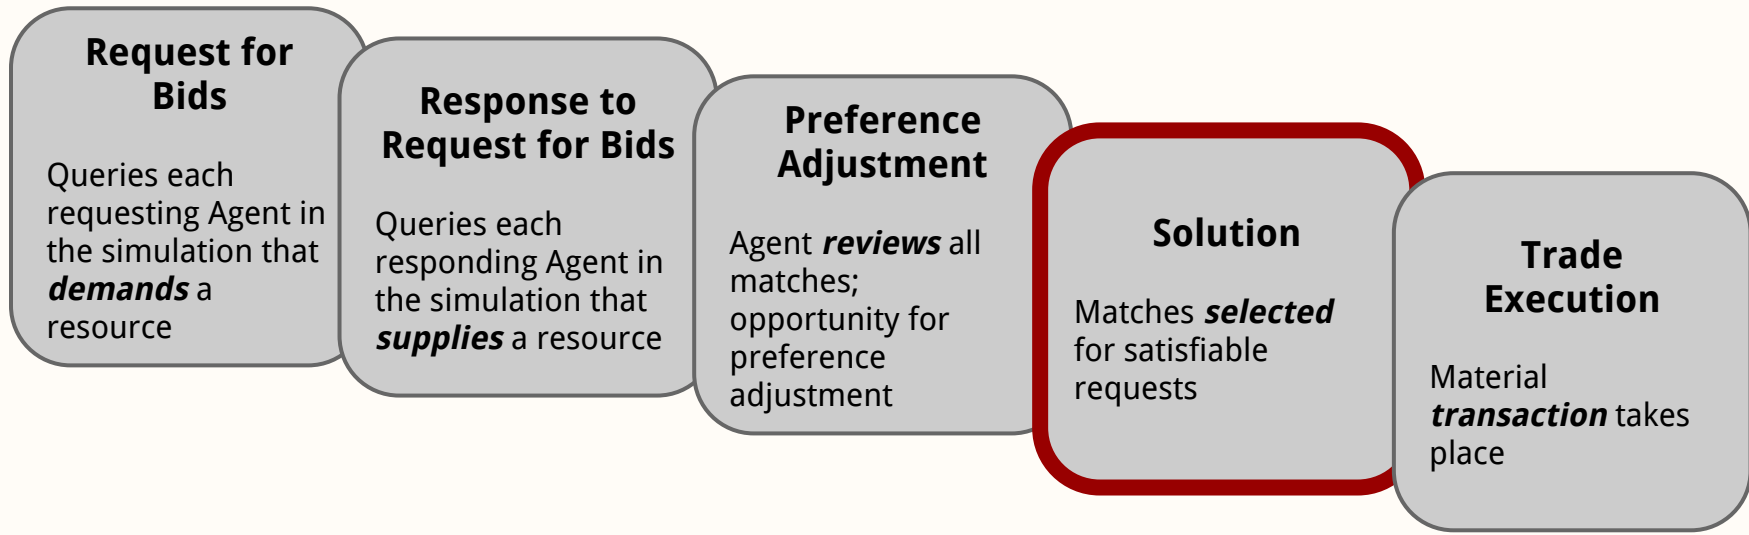 Request for
Bids
Queries each
requesting Agent in
the simulation that
demands a
resource
Response to
Request for Bids
Queries each
responding Agent in
the simulation that
supplies a resource
Preference
Adjustment
Agent reviews all
matches;
opportunity for
preference
adjustment
Solution
Matches selected
for satisfiable
requests
Trade
Execution
Material
transaction takes
place